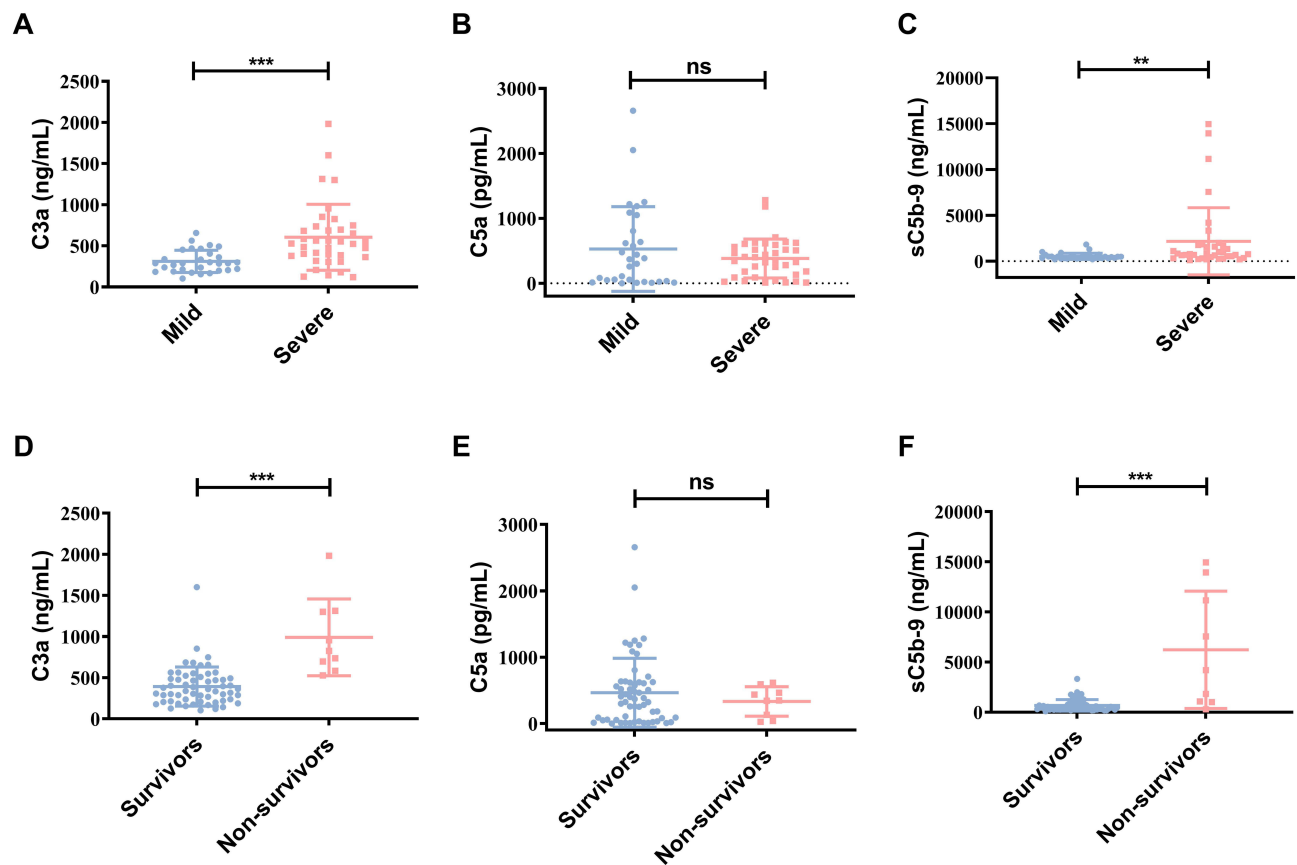 A
***
C3a (ng/mL)
2500
2000
1500
1000
500
0
Mild
Severe
B
ns
C5a (pg/mL)
3000
2000
1000
0
Mild
Severe
C
**
sC5b-9 (ng/mL)
20000
15000
10000
5000
0
Mild
Severe
D
***
C3a (ng/mL)
2500
2000
1500
1000
500
0
Survivors
Non-survivors
E
ns
C5a (pg/mL)
3000
2000
1000
0
Survivors
Non-survivors
F
***
sC5b-9 (ng/mL)
20000
15000
10000
5000
0
Survivors
Non-survivors